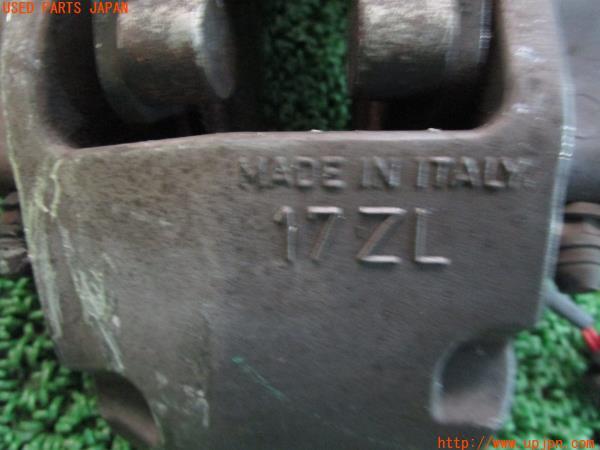 USED PARTS JAPAN
MADE IN ITALY
17ZL
http://www.upjpn.com